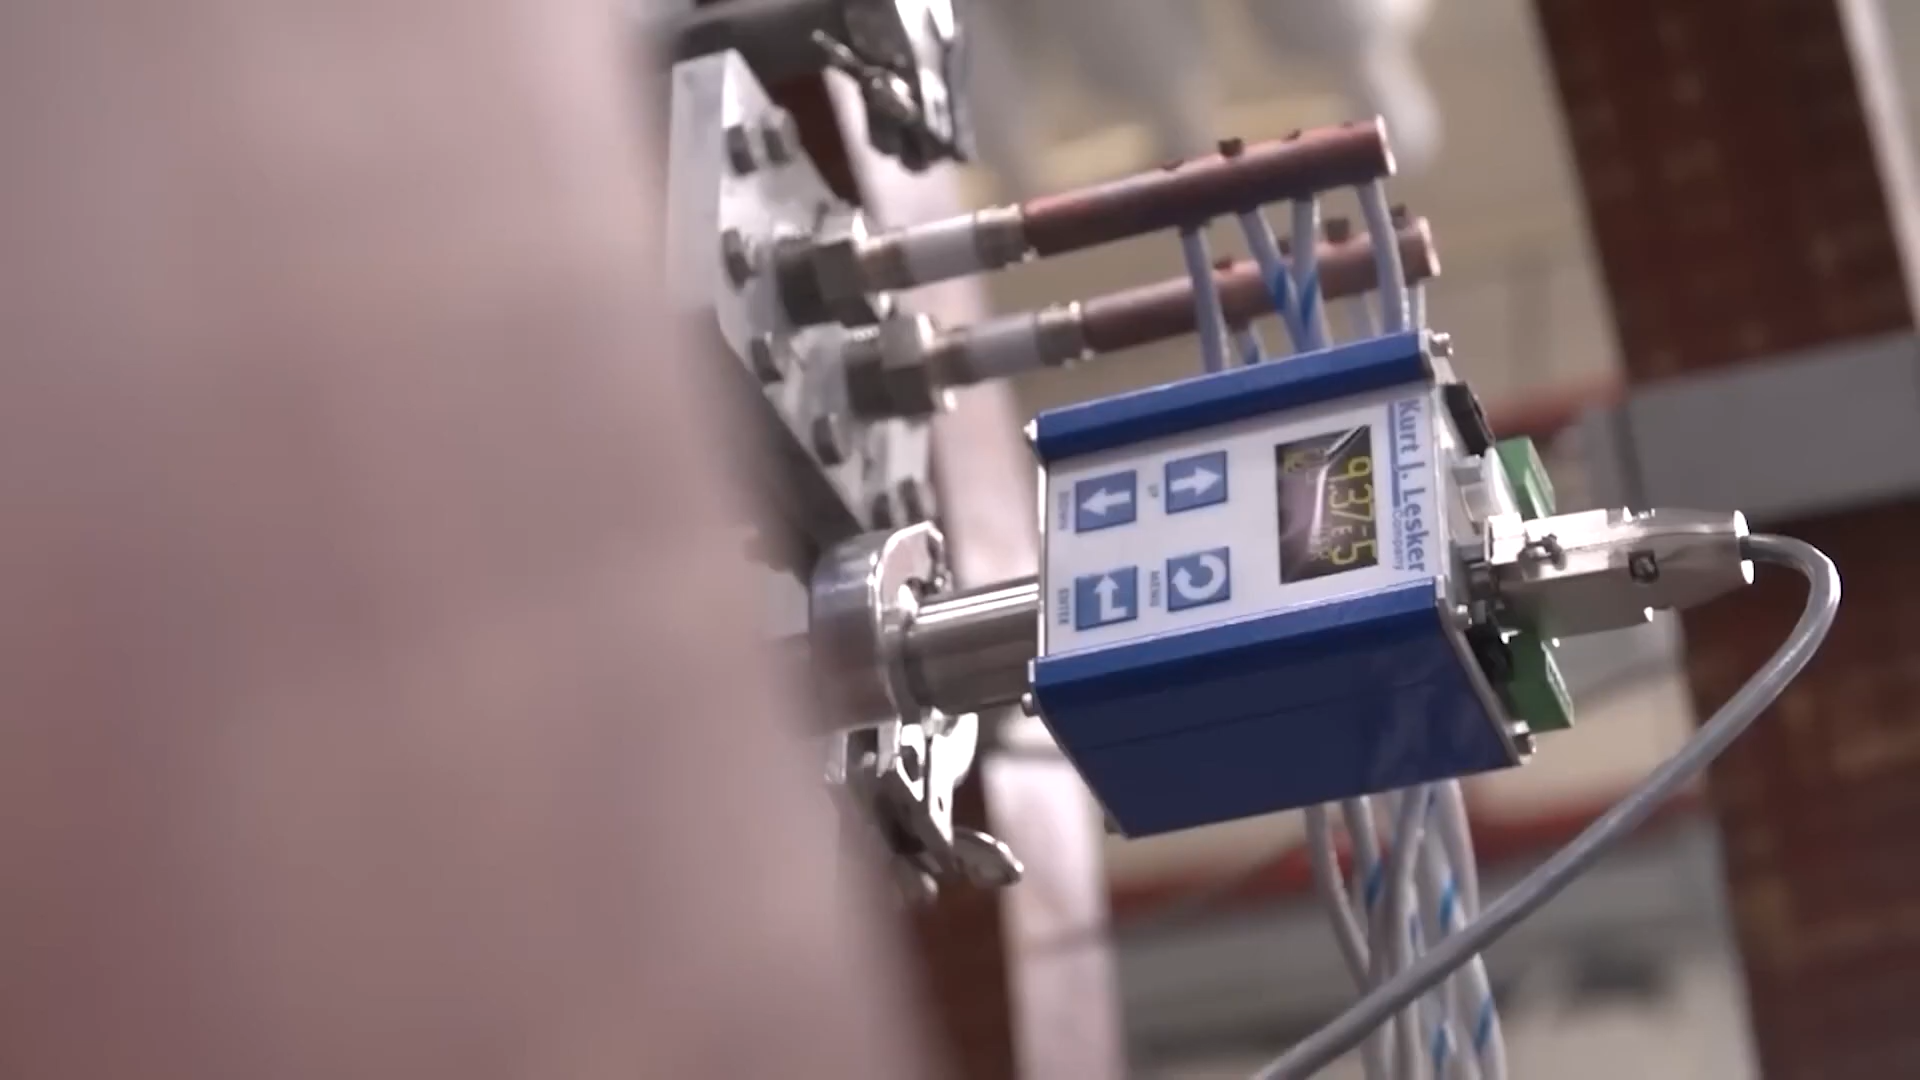 Kurt J. Lesker
Company
9.37E-5
UP
MENU
DOWN
ENTER